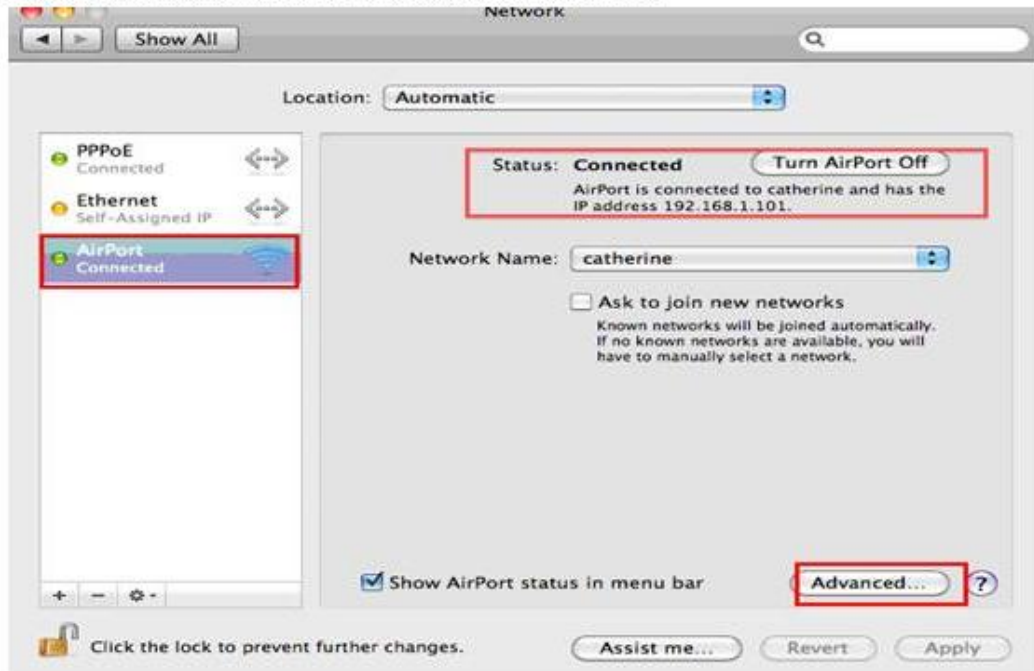 Network
Show All
Location: Automatic
PPPoE
Connected
Ethernet
Self-Assigned IP
AirPort
Connected
Status: Connected Turn AirPort Off
AirPort is connected to catherine and has the
IP address 192.168.1.101.
Network Name: catherine
Ask to join new networks
Known networks will be joined automatically.
If no known networks are available, you will
have to manually select a network.
Show AirPort status in menu bar Advanced... ?
Click the lock to prevent further changes. Assist me... Revert Apply